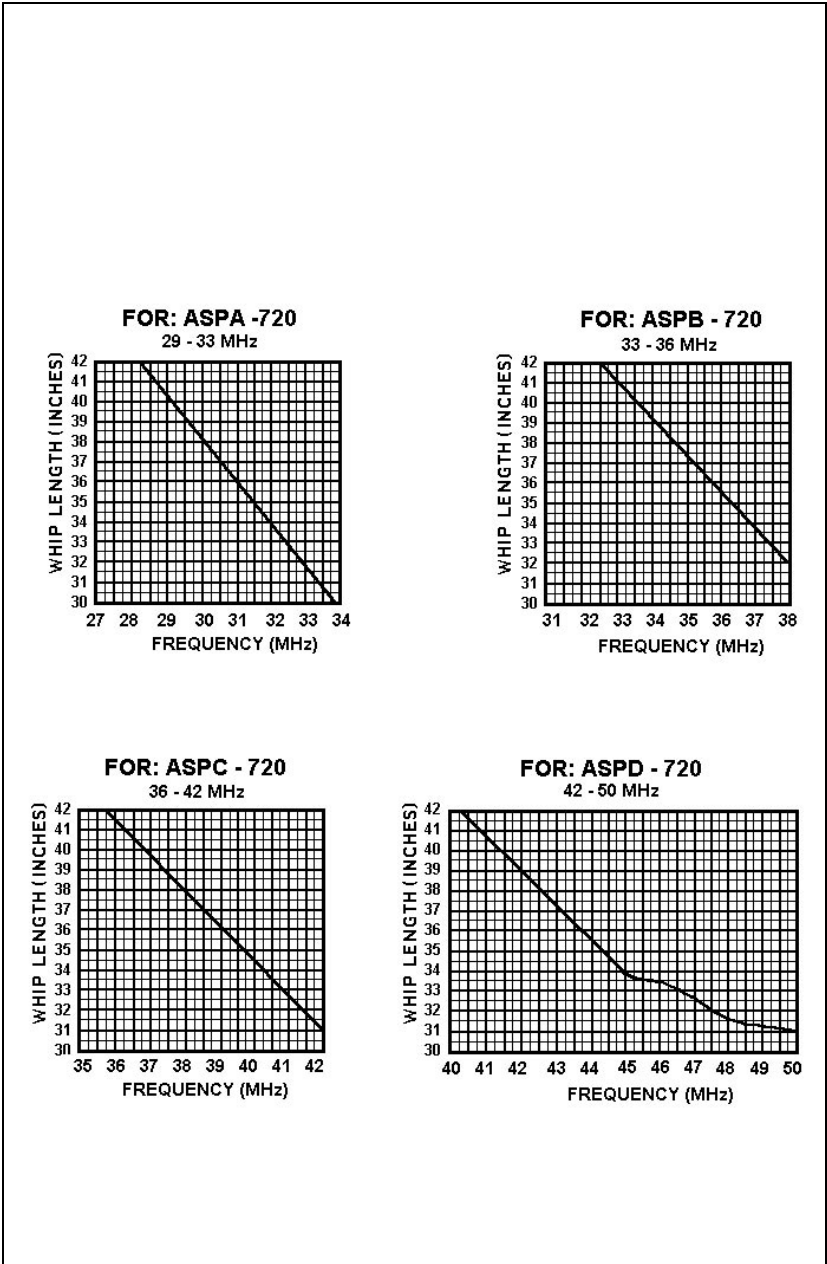 FOR: ASPA -720
29 - 33 MHz
WHIP LENGTH (INCHES)
42
41
40
39
38
37
36
35
34
33
32
31
30
27 28 29 30 31 32 33 34
FREQUENCY (MHz)
FOR: ASPB - 720
33 - 36 MHz
WHIP LENGTH (INCHES)
42
41
40
39
38
37
36
35
34
33
32
31
30
31 32 33 34 35 36 37 38
FREQUENCY (MHz)
FOR: ASPC - 720
36 - 42 MHz
WHIP LENGTH (INCHES)
42
41
40
39
38
37
36
35
34
33
32
31
30
35 36 37 38 39 40 41 42
FREQUENCY (MHz)
FOR: ASPD - 720
42 - 50 MHz
WHIP LENGTH (INCHES)
42
41
40
39
38
37
36
35
34
33
32
31
30
40 41 42 43 44 45 46 47 48 49 50
FREQUENCY (MHz)